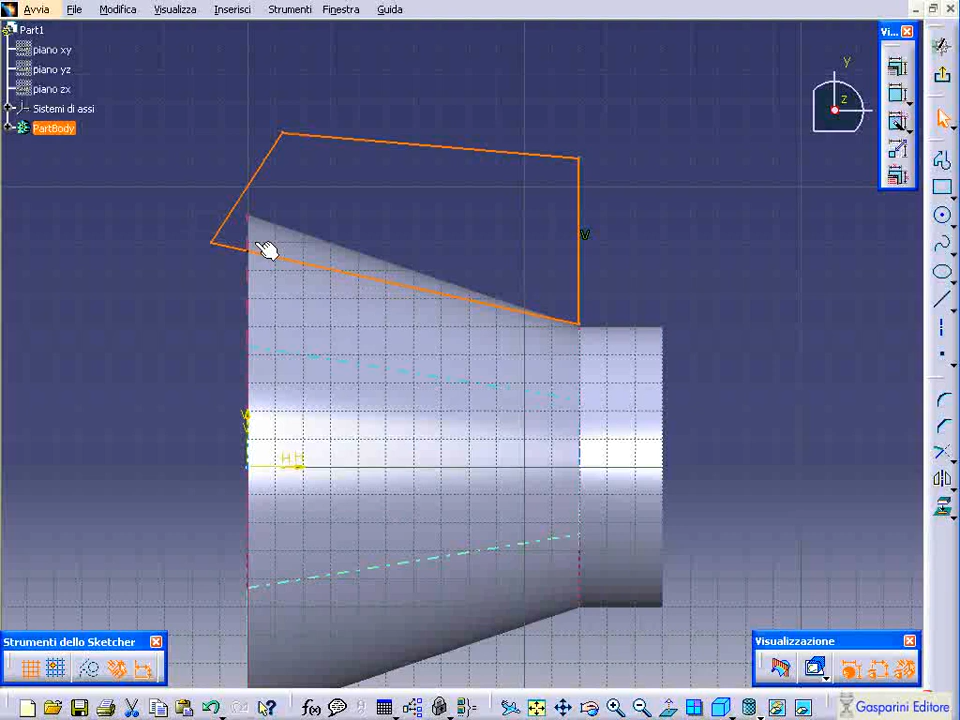 Avvia File Modifica Visualizza Inserisci Strumenti Finestra Guida
Part1
piano xy
piano yz
piano zx
Sistemi di assi
PartBody
Vi...
y
z
V
V
H H
Strumenti dello Sketcher
Visualizzazione
f(x)
Gasparini Editore